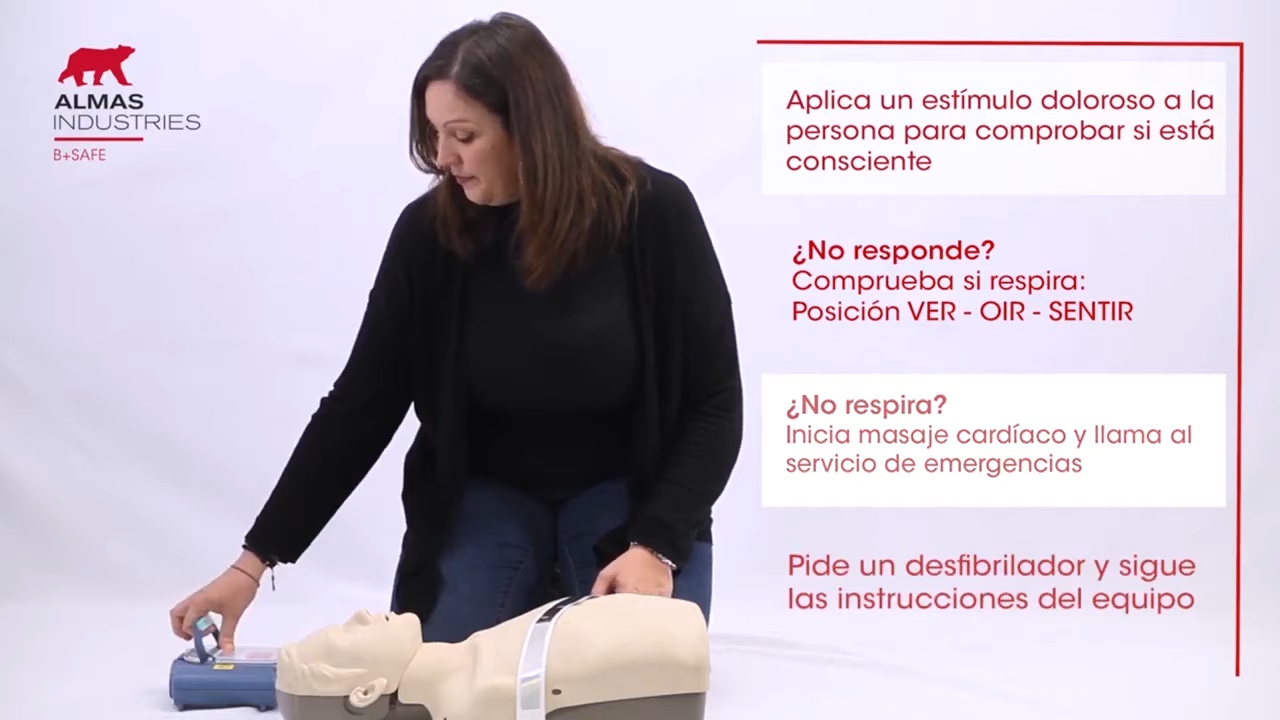 ALMAS
INDUSTRIES
B+SAFE
Aplica un estímulo doloroso a la
persona para comprobar si está
consciente
¿No responde?
Comprueba si respira:
Posición VER - OIR - SENTIR
¿No respira?
Inicia masaje cardíaco y llama al
servicio de emergencias
Pide un desfibrilador y sigue
las instrucciones del equipo